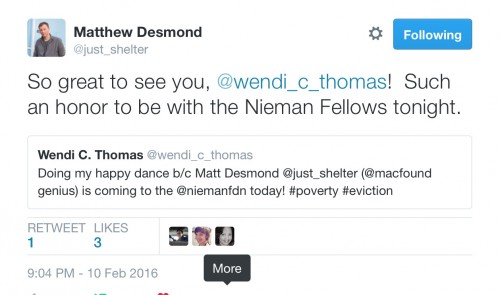 Matthew Desmond
@just_shelter
Following
So great to see you, @wendi_c_thomas!  Such
an honor to be with the Nieman Fellows tonight.
Wendi C. Thomas @wendi_c_thomas
Doing my happy dance b/c Matt Desmond @just_shelter (@macfound
genius) is coming to the @niemanfdn today! #poverty #eviction
RETWEET LIKES
1 3
9:04 PM - 10 Feb 2016
More